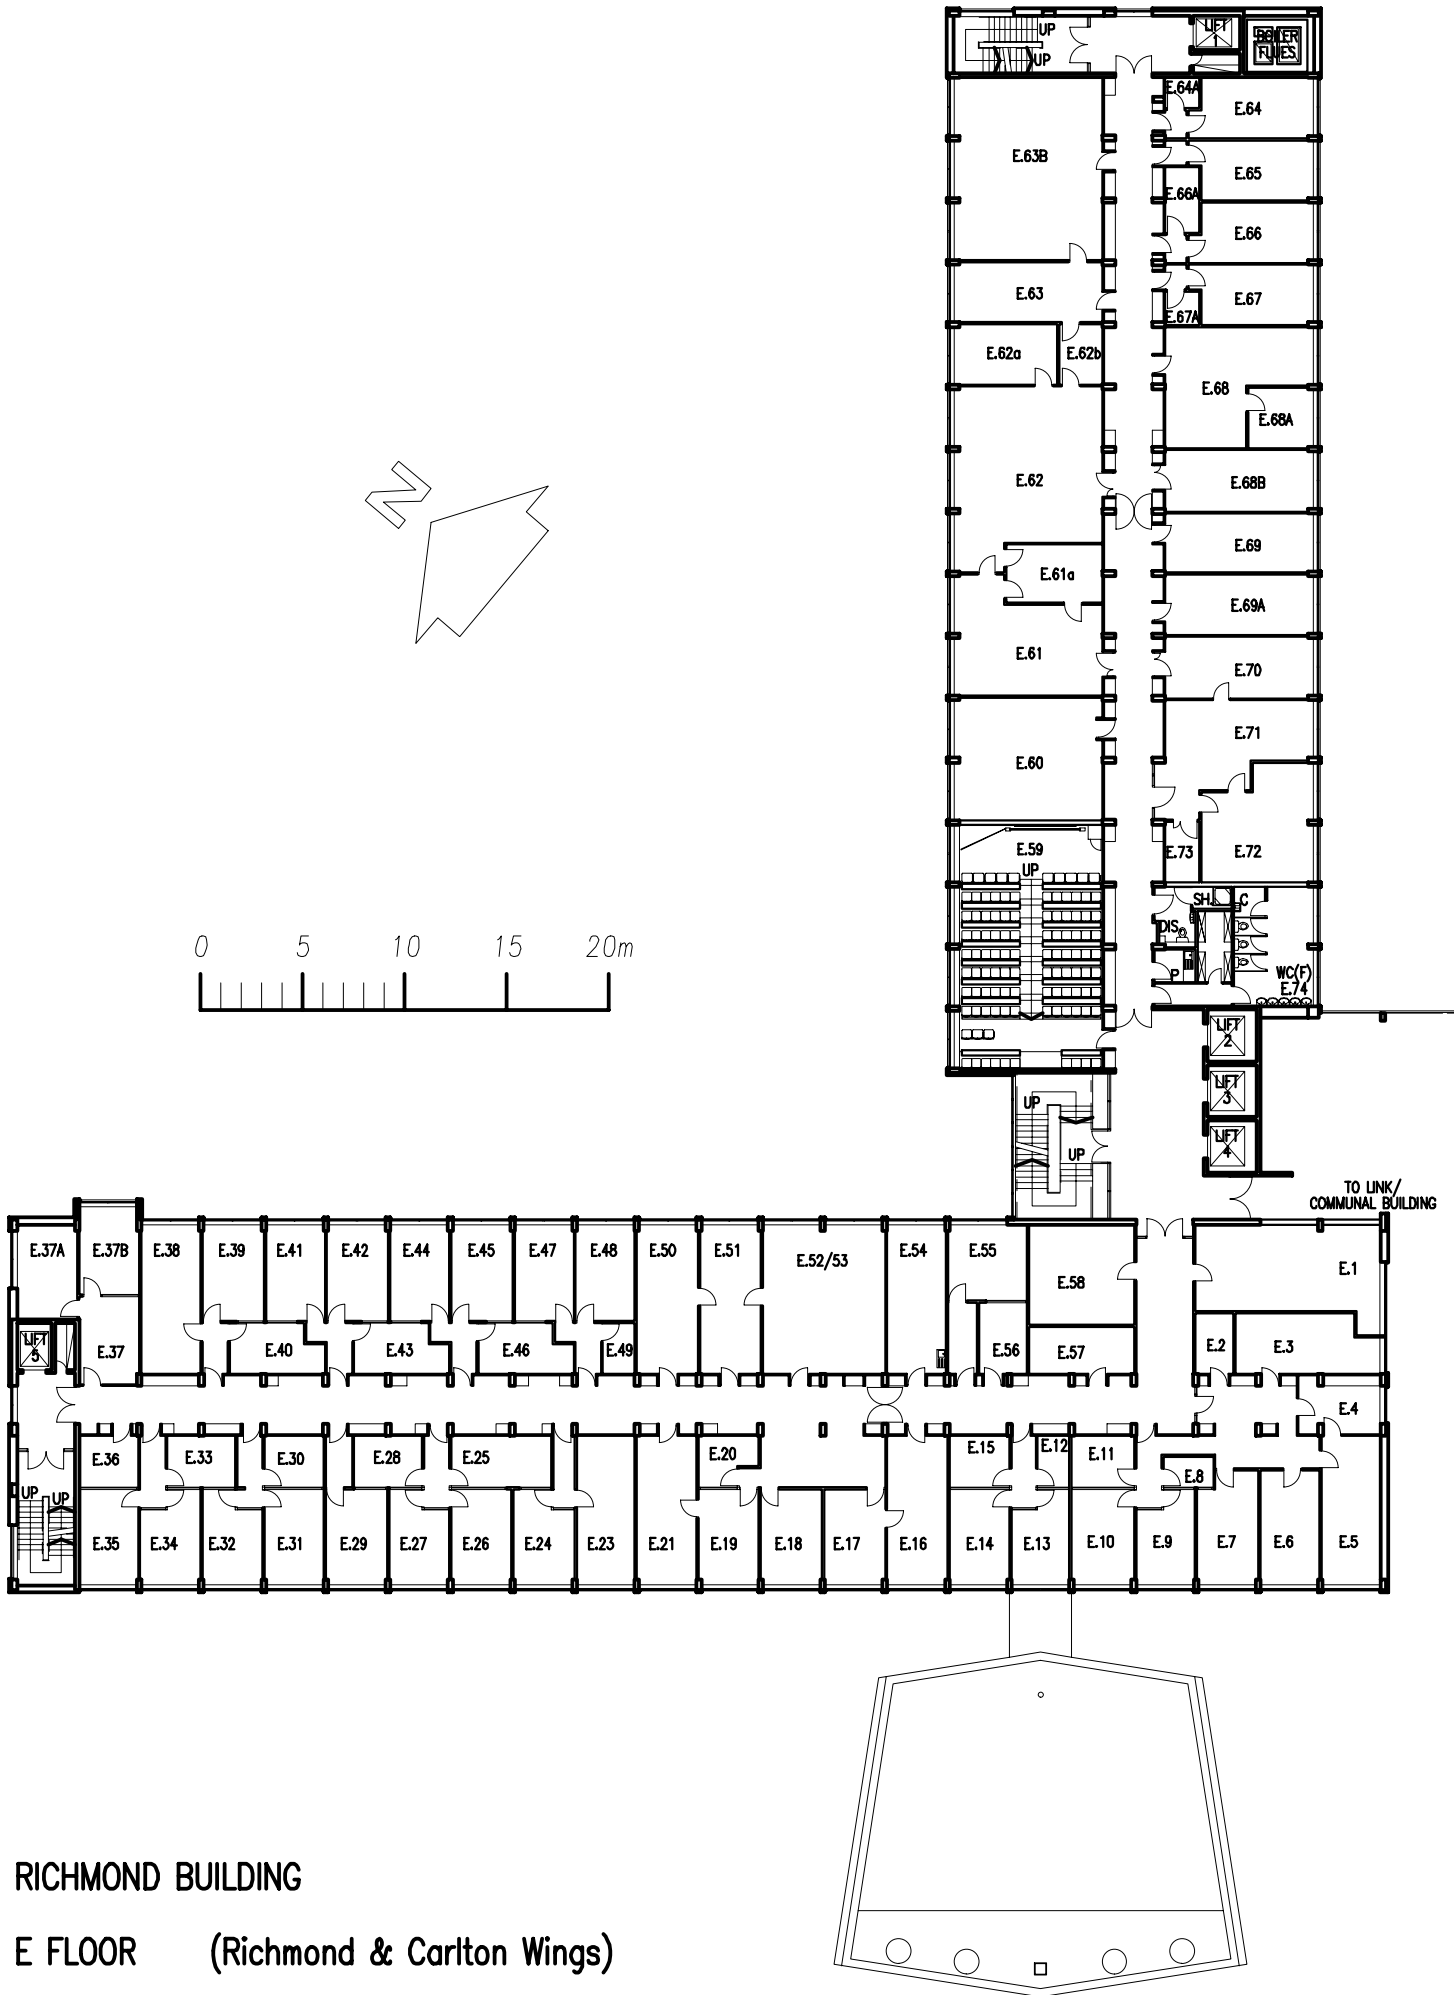 UP
LIFT
1
BOILER
FLUES
UP
E.64A
E.64
E.63B
E.65
E.66A
E.66
E.63
E.67
E.67A
E.62a
E.62b
E.68
E.68A
E.62
E.68B
N
E.69
E.61a
E.69A
E.61
E.70
E.71
E.60
E.59
E.73
E.72
UP
SH.
C
DIS.
0 5 10 15 20m
P
WC(F)
E.74
LIFT
2
LIFT
3
UP
LIFT
4
UP
TO LINK/
COMMUNAL BUILDING
E.37A
E.37B
E.38
E.39
E.41
E.42
E.44
E.45
E.47
E.48
E.50
E.51
E.52/53
E.54
E.55
E.58
E.1
LIFT
5
E.37
E.40
E.43
E.46
E.49
E.56
E.57
E.2
E.3
E.4
E.36
E.33
E.30
E.28
E.25
E.20
E.15
E.12
E.11
E.8
UP
UP
E.35
E.34
E.32
E.31
E.29
E.27
E.26
E.24
E.23
E.21
E.19
E.18
E.17
E.16
E.14
E.13
E.10
E.9
E.7
E.6
E.5
RICHMOND BUILDING
E FLOOR (Richmond & Carlton Wings)